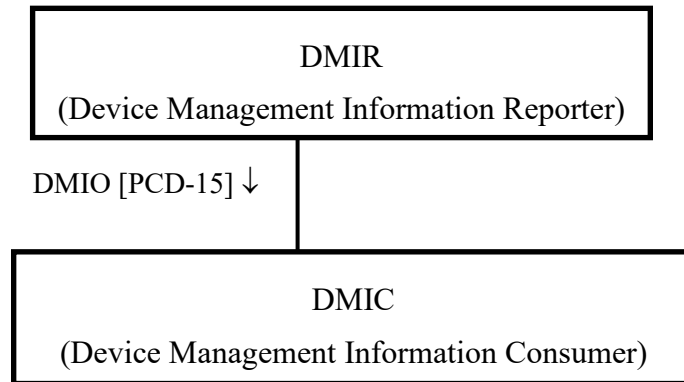 DMIR
(Device Management Information Reporter)
DMIO [PCD-15] ↓
DMIC
(Device Management Information Consumer)